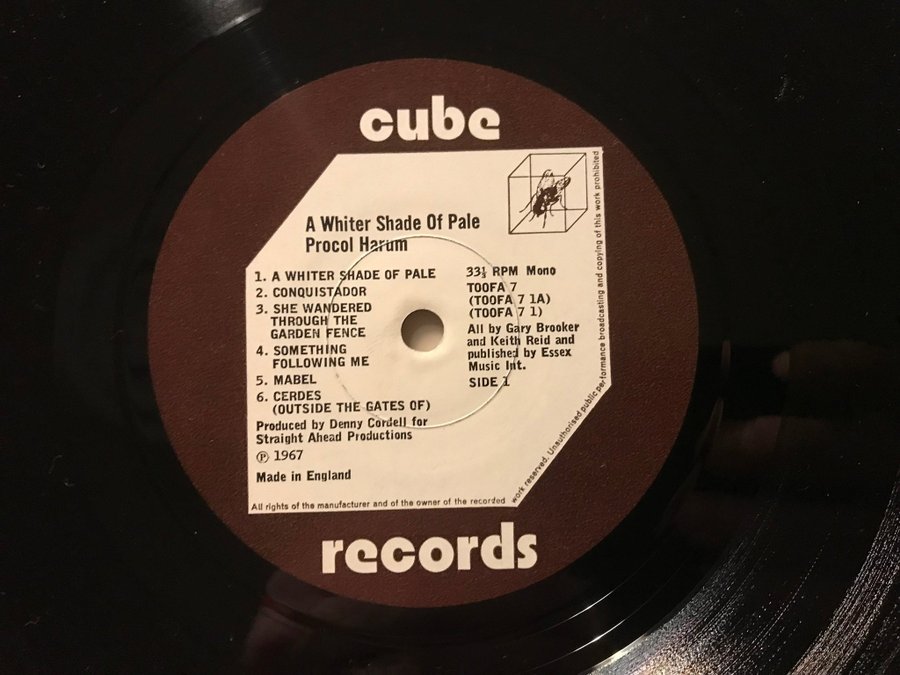 cube
A Whiter Shade Of Pale
Procol Harum
1. A WHITER SHADE OF PALE
2. CONQUISTADOR
3. SHE WANDERED
THROUGH THE
GARDEN FENCE
4. SOMETHING
FOLLOWING ME
5. MABEL
6. CERDES
(OUTSIDE THE GATES OF)
Produced by Denny Cordell for
Straight Ahead Productions
℗ 1967
Made in England
33⅓ RPM Mono
TOOFA 7
(TOOFA 7 1A)
(TOOFA 7 1)
All by Gary Brooker
and Keith Reid and
published by Essex
Music Int.
SIDE 1
All rights of the manufacturer and of the owner of the recorded
work reserved. Unauthorised public performance broadcasting and copying of this work prohibited
records